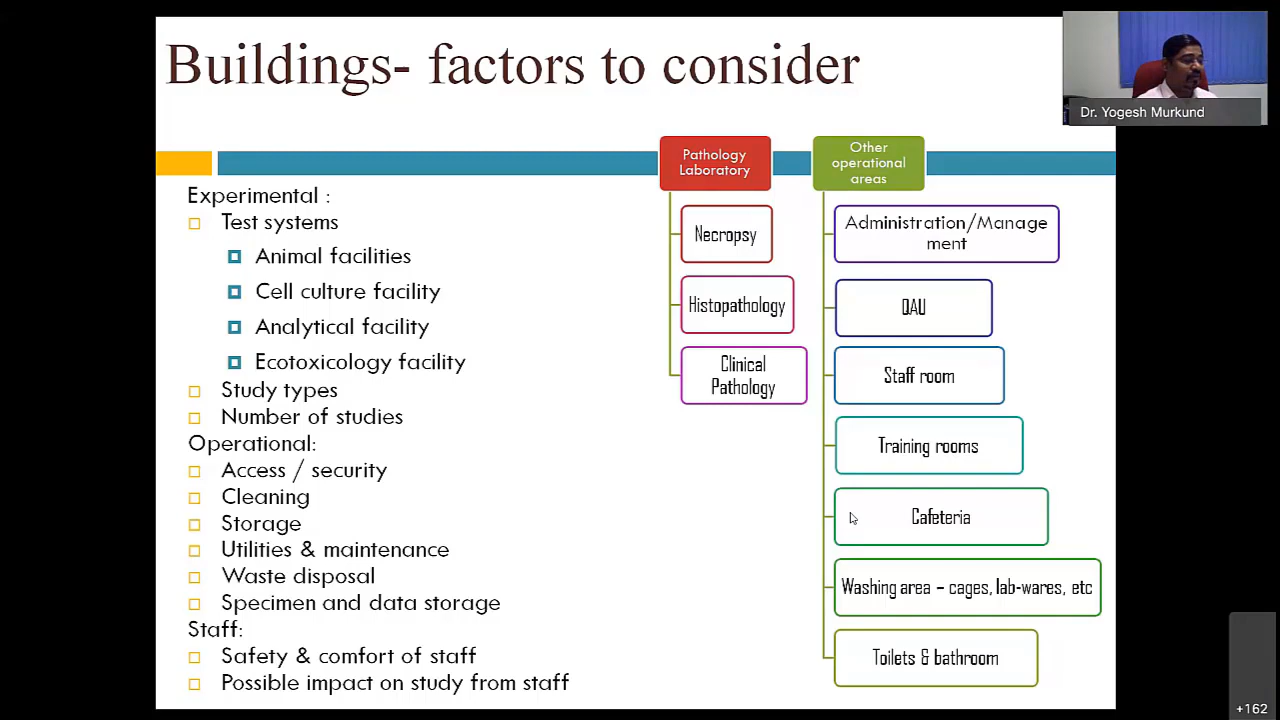 Buildings- factors to consider
Dr. Yogesh Murkund
Experimental :
Test systems
Animal facilities
Cell culture facility
Analytical facility
Ecotoxicology facility
Study types
Number of studies
Operational:
Access / security
Cleaning
Storage
Utilities & maintenance
Waste disposal
Specimen and data storage
Staff:
Safety & comfort of staff
Possible impact on study from staff
Pathology
Laboratory
Necropsy
Histopathology
Clinical
Pathology
Other
operational
areas
Administration/Manage
ment
QAU
Staff room
Training rooms
Cafeteria
Washing area – cages, lab-wares, etc
Toilets & bathroom
+162